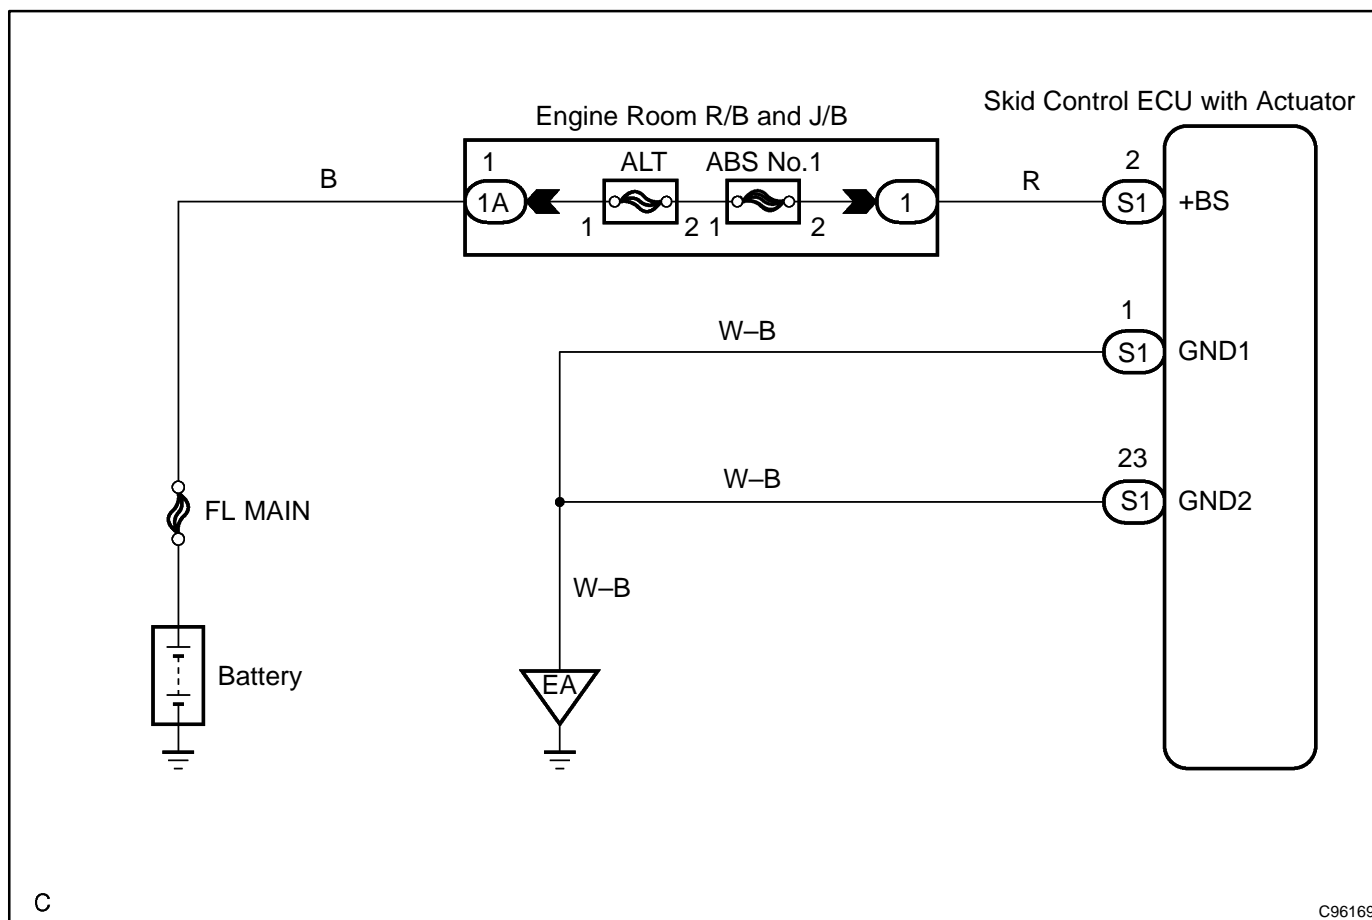 Skid Control ECU with Actuator
Engine Room R/B and J/B
1 ALT ABS No.1 2
B 1A 1 R S1 +BS
1 2 1 2
1
W–B
S1 GND1
23
W–B
S1 GND2
FL MAIN
W–B
Battery
EA
C
C96169